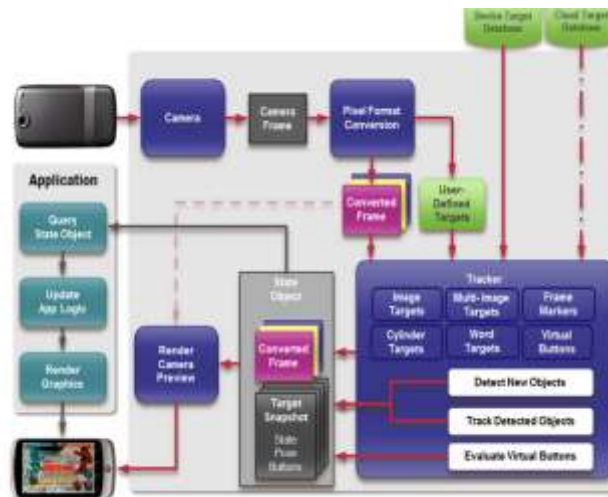 Device Target
Database
Cloud Target
Database
Camera
Camera
Frame
Pixel Format
Conversion
Application
Query
State Object
Update
App Logic
Render
Graphics
Converted
Frame
User-
Defined
Targets
State
Object
Converted
Frame
Target
Snapshot
State
Pose
Buttons
Render
Camera
Preview
Tracker
Image
Targets
Multi-Image
Targets
Frame
Markers
Cylinder
Targets
Word
Targets
Virtual
Buttons
Detect New Objects
Track Detected Objects
Evaluate Virtual Buttons